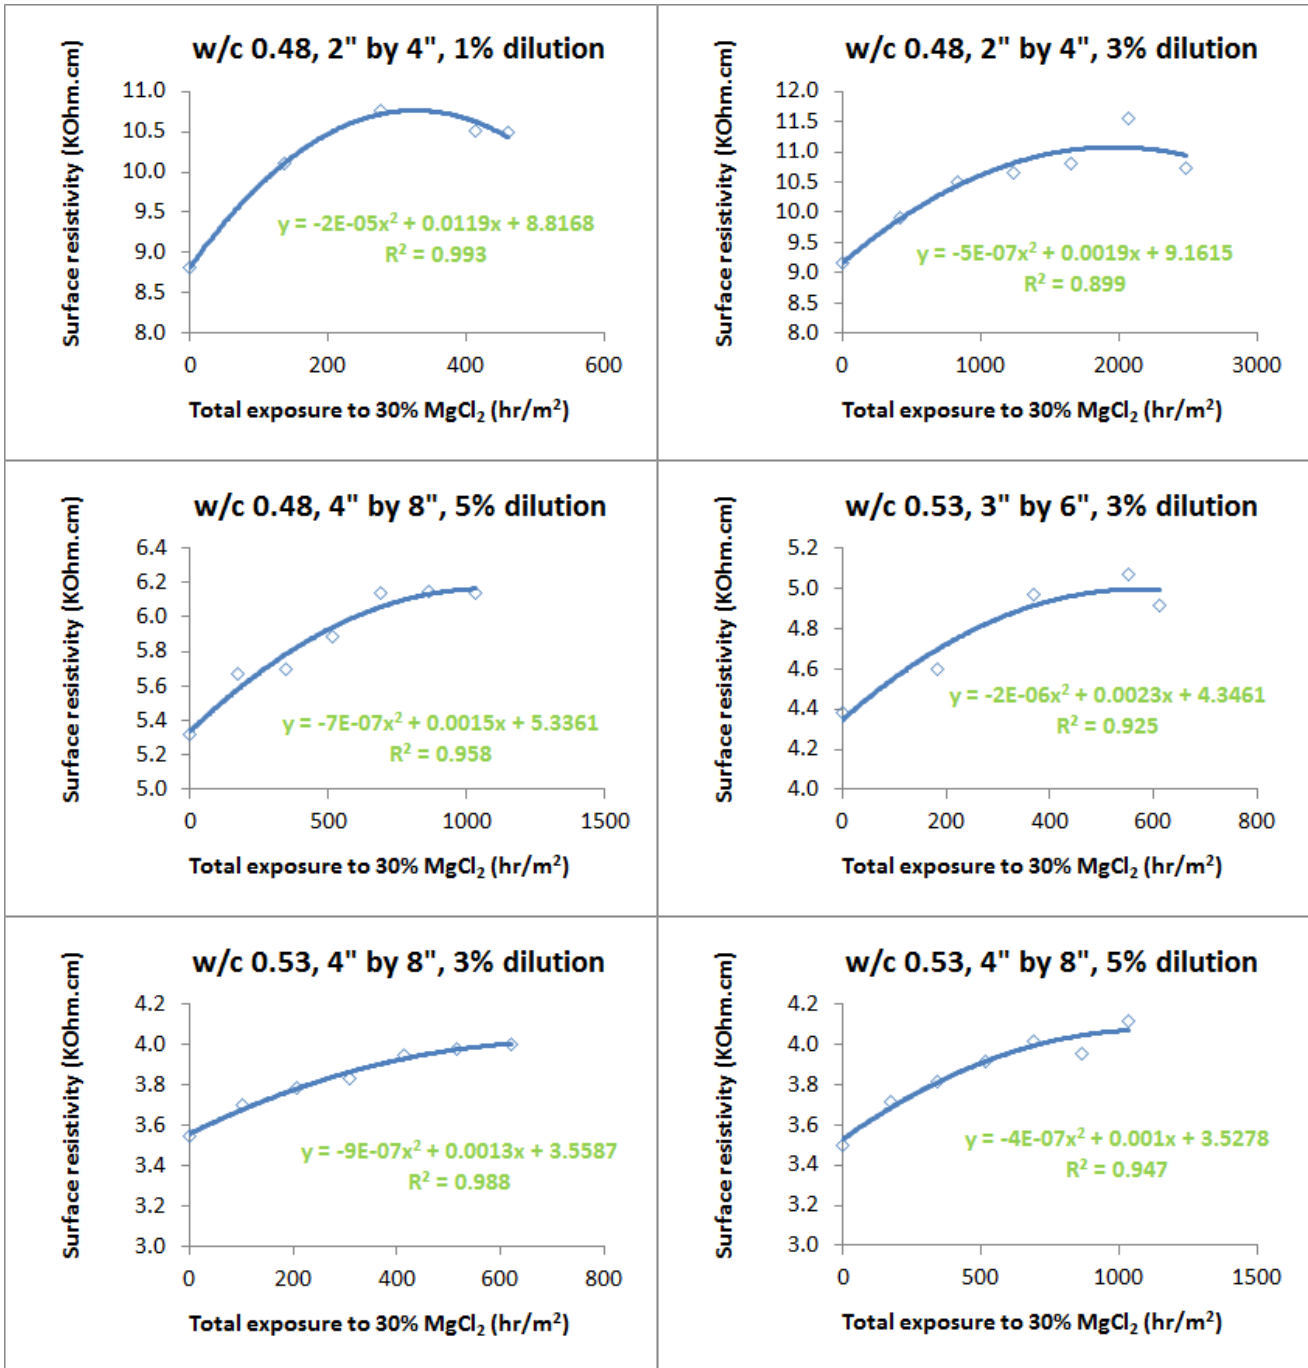 w/c 0.48, 2" by 4", 1% dilution
Surface resistivity (KOhm.cm)
11.0
10.5
10.0
9.5
9.0
8.5
8.0
y = -2E-05x² + 0.0119x + 8.8168
R² = 0.993
0 200 400 600
Total exposure to 30% MgCl₂ (hr/m²)
w/c 0.48, 2" by 4", 3% dilution
Surface resistivity (KOhm.cm)
12.0
11.5
11.0
10.5
10.0
9.5
9.0
8.5
8.0
y = -5E-07x² + 0.0019x + 9.1615
R² = 0.899
0 1000 2000 3000
Total exposure to 30% MgCl₂ (hr/m²)
w/c 0.48, 4" by 8", 5% dilution
Surface resistivity (KOhm.cm)
6.4
6.2
6.0
5.8
5.6
5.4
5.2
5.0
y = -7E-07x² + 0.0015x + 5.3361
R² = 0.958
0 500 1000 1500
Total exposure to 30% MgCl₂ (hr/m²)
w/c 0.53, 3" by 6", 3% dilution
Surface resistivity (KOhm.cm)
5.2
5.0
4.8
4.6
4.4
4.2
4.0
y = -2E-06x² + 0.0023x + 4.3461
R² = 0.925
0 200 400 600 800
Total exposure to 30% MgCl₂ (hr/m²)
w/c 0.53, 4" by 8", 3% dilution
Surface resistivity (KOhm.cm)
4.2
4.0
3.8
3.6
3.4
3.2
3.0
y = -9E-07x² + 0.0013x + 3.5587
R² = 0.988
0 200 400 600 800
Total exposure to 30% MgCl₂ (hr/m²)
w/c 0.53, 4" by 8", 5% dilution
Surface resistivity (KOhm.cm)
4.2
4.0
3.8
3.6
3.4
3.2
3.0
y = -4E-07x² + 0.001x + 3.5278
R² = 0.947
0 500 1000 1500
Total exposure to 30% MgCl₂ (hr/m²)